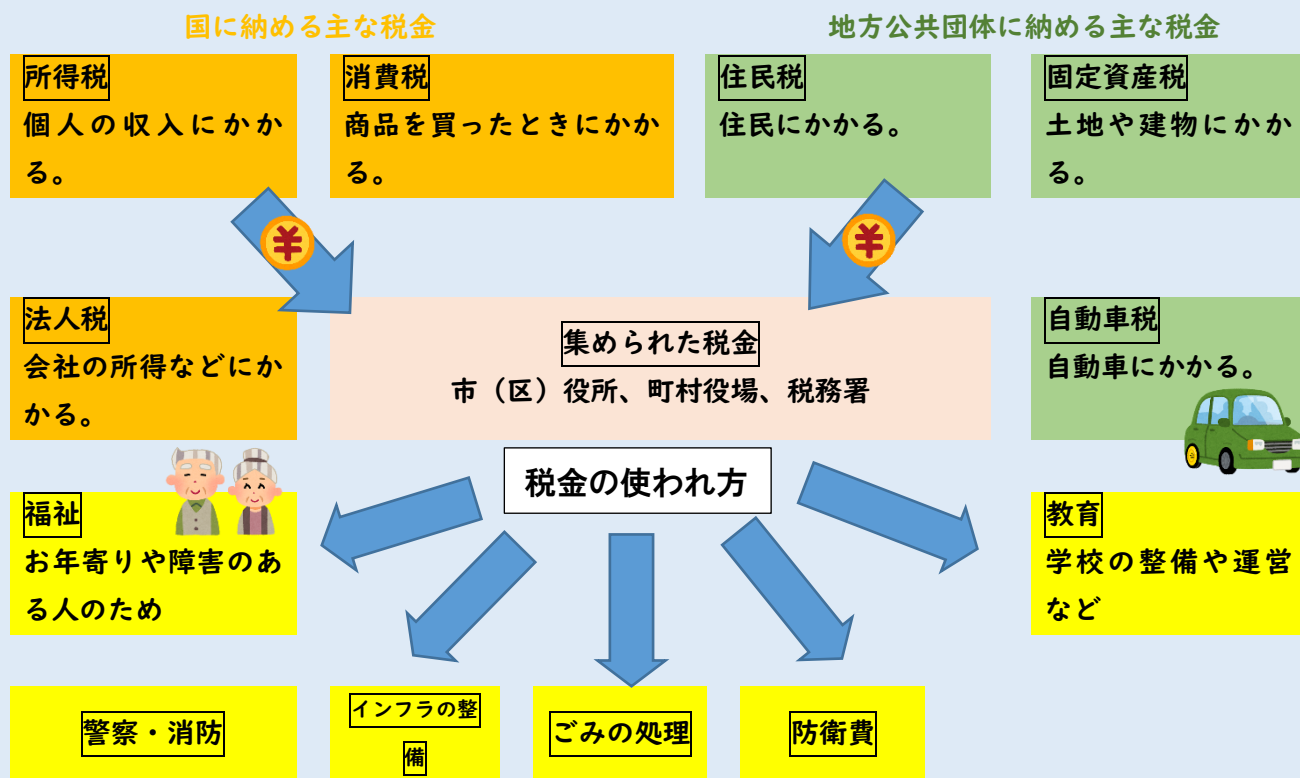 国に納める主な税金
地方公共団体に納める主な税金
所得税
個人の収入にかか
る。
消費税
商品を買ったときにかか
る。
住民税
住民にかかる。
固定資産税
土地や建物にかか
る。
法人税
会社の所得などにか
かる。
集められた税金
市（区）役所、町村役場、税務署
自動車税
自動車にかかる。
税金の使われ方
福祉
お年寄りや障害のあ
る人のため
教育
学校の整備や運営
など
警察・消防
インフラの整
備
ごみの処理
防衛費